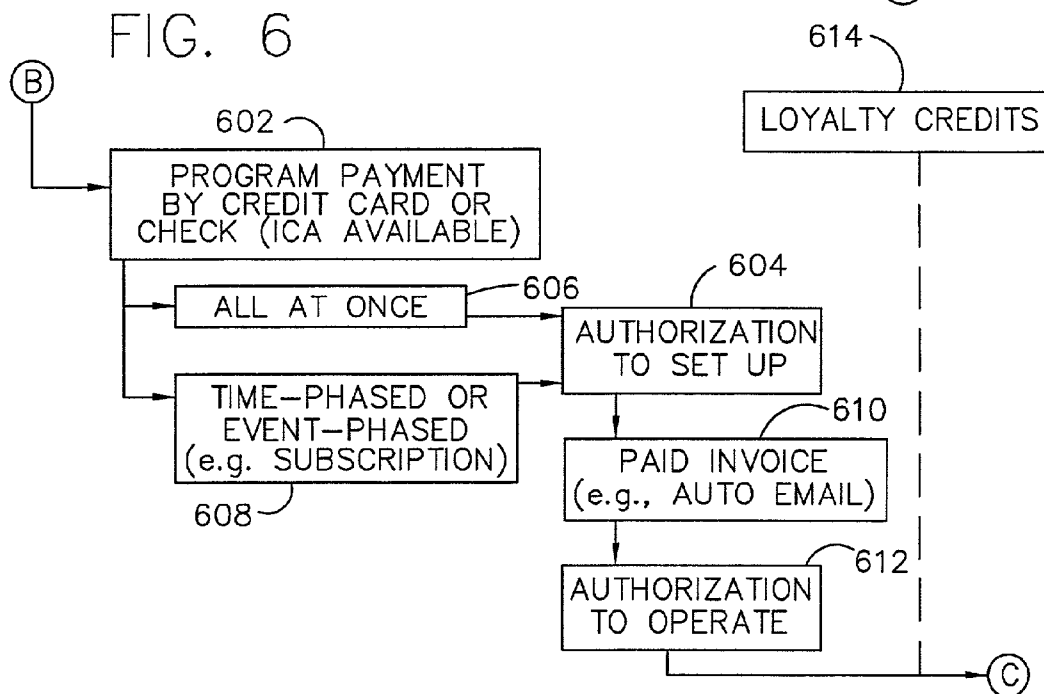 FIG. 6
614
B
LOYALTY CREDITS
602
PROGRAM PAYMENT
BY CREDIT CARD OR
CHECK (ICA AVAILABLE)
604
ALL AT ONCE
606
AUTHORIZATION
TO SET UP
TIME-PHASED OR
EVENT-PHASED
(e.g. SUBSCRIPTION)
608
610
PAID INVOICE
(e.g., AUTO EMAIL)
612
AUTHORIZATION
TO OPERATE
C